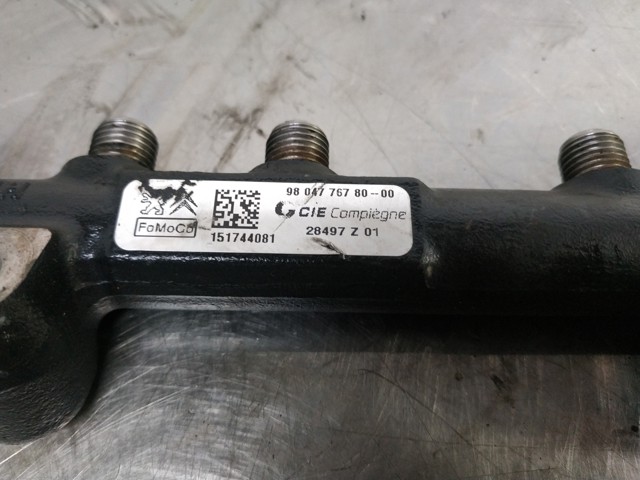 98 047 767 80--00
CIE Compiègne
FoMoCo
151744081
28497 Z 01